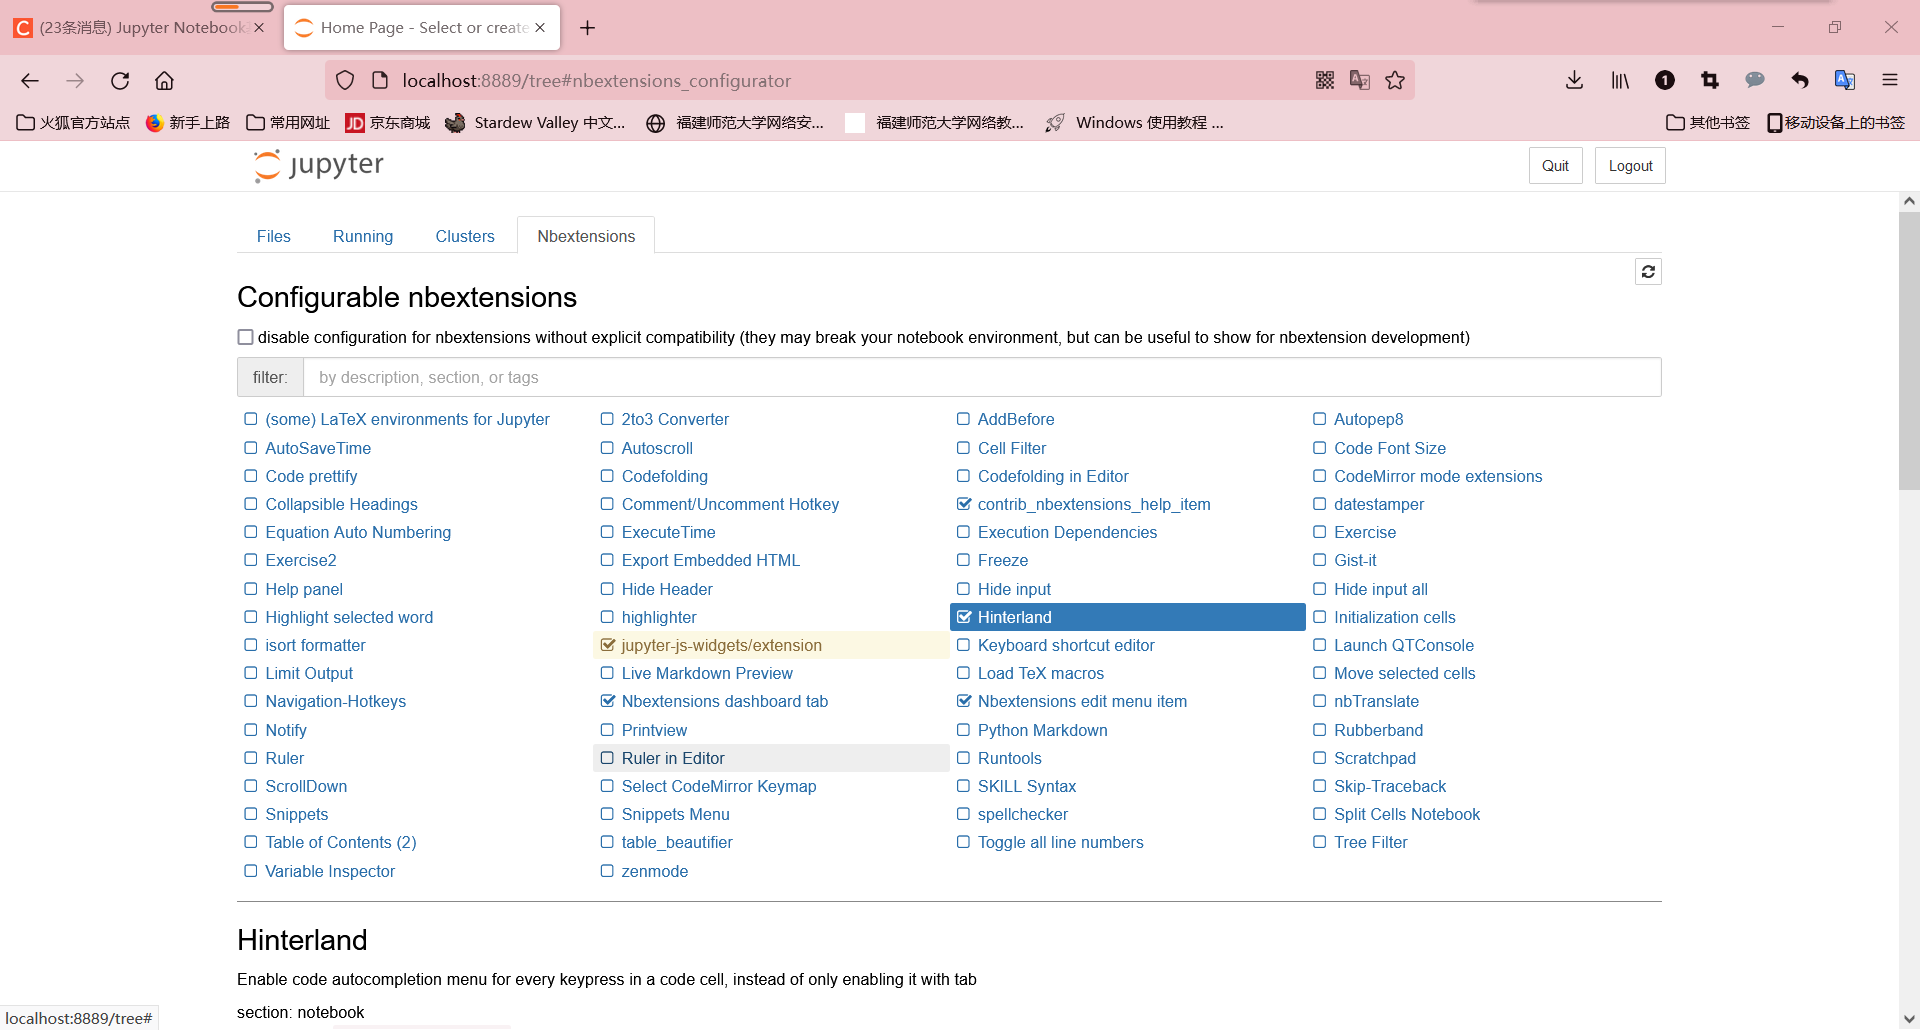 (23条消息) Jupyter Notebook
Home Page - Select or create
localhost:8889/tree#nbextensions_configurator
火狐官方站点 新手上路 常用网址 JD 京东商城 Stardew Valley 中文... 福建师范大学网络安... 福建师范大学网络教... Windows 使用教程 ... 其他书签 移动设备上的书签
jupyter
Quit Logout
Files Running Clusters Nbextensions
Configurable nbextensions
disable configuration for nbextensions without explicit compatibility (they may break your notebook environment, but can be useful to show for nbextension development)
filter: by description, section, or tags
(some) LaTeX environments for Jupyter 2to3 Converter AddBefore Autopep8
AutoSaveTime Autoscroll Cell Filter Code Font Size
Code prettify Codefolding Codefolding in Editor CodeMirror mode extensions
Collapsible Headings Comment/Uncomment Hotkey contrib_nbextensions_help_item datestamper
Equation Auto Numbering ExecuteTime Execution Dependencies Exercise
Exercise2 Export Embedded HTML Freeze Gist-it
Help panel Hide Header Hide input Hide input all
Highlight selected word highlighter Hinterland Initialization cells
isort formatter jupyter-js-widgets/extension Keyboard shortcut editor Launch QTConsole
Limit Output Live Markdown Preview Load TeX macros Move selected cells
Navigation-Hotkeys Nbextensions dashboard tab Nbextensions edit menu item nbTranslate
Notify Printview Python Markdown Rubberband
Ruler Ruler in Editor Runtools Scratchpad
ScrollDown Select CodeMirror Keymap SKILL Syntax Skip-Traceback
Snippets Snippets Menu spellchecker Split Cells Notebook
Table of Contents (2) table_beautifier Toggle all line numbers Tree Filter
Variable Inspector zenmode
Hinterland
Enable code autocompletion menu for every keypress in a code cell, instead of only enabling it with tab
section: notebook
localhost:8889/tree#